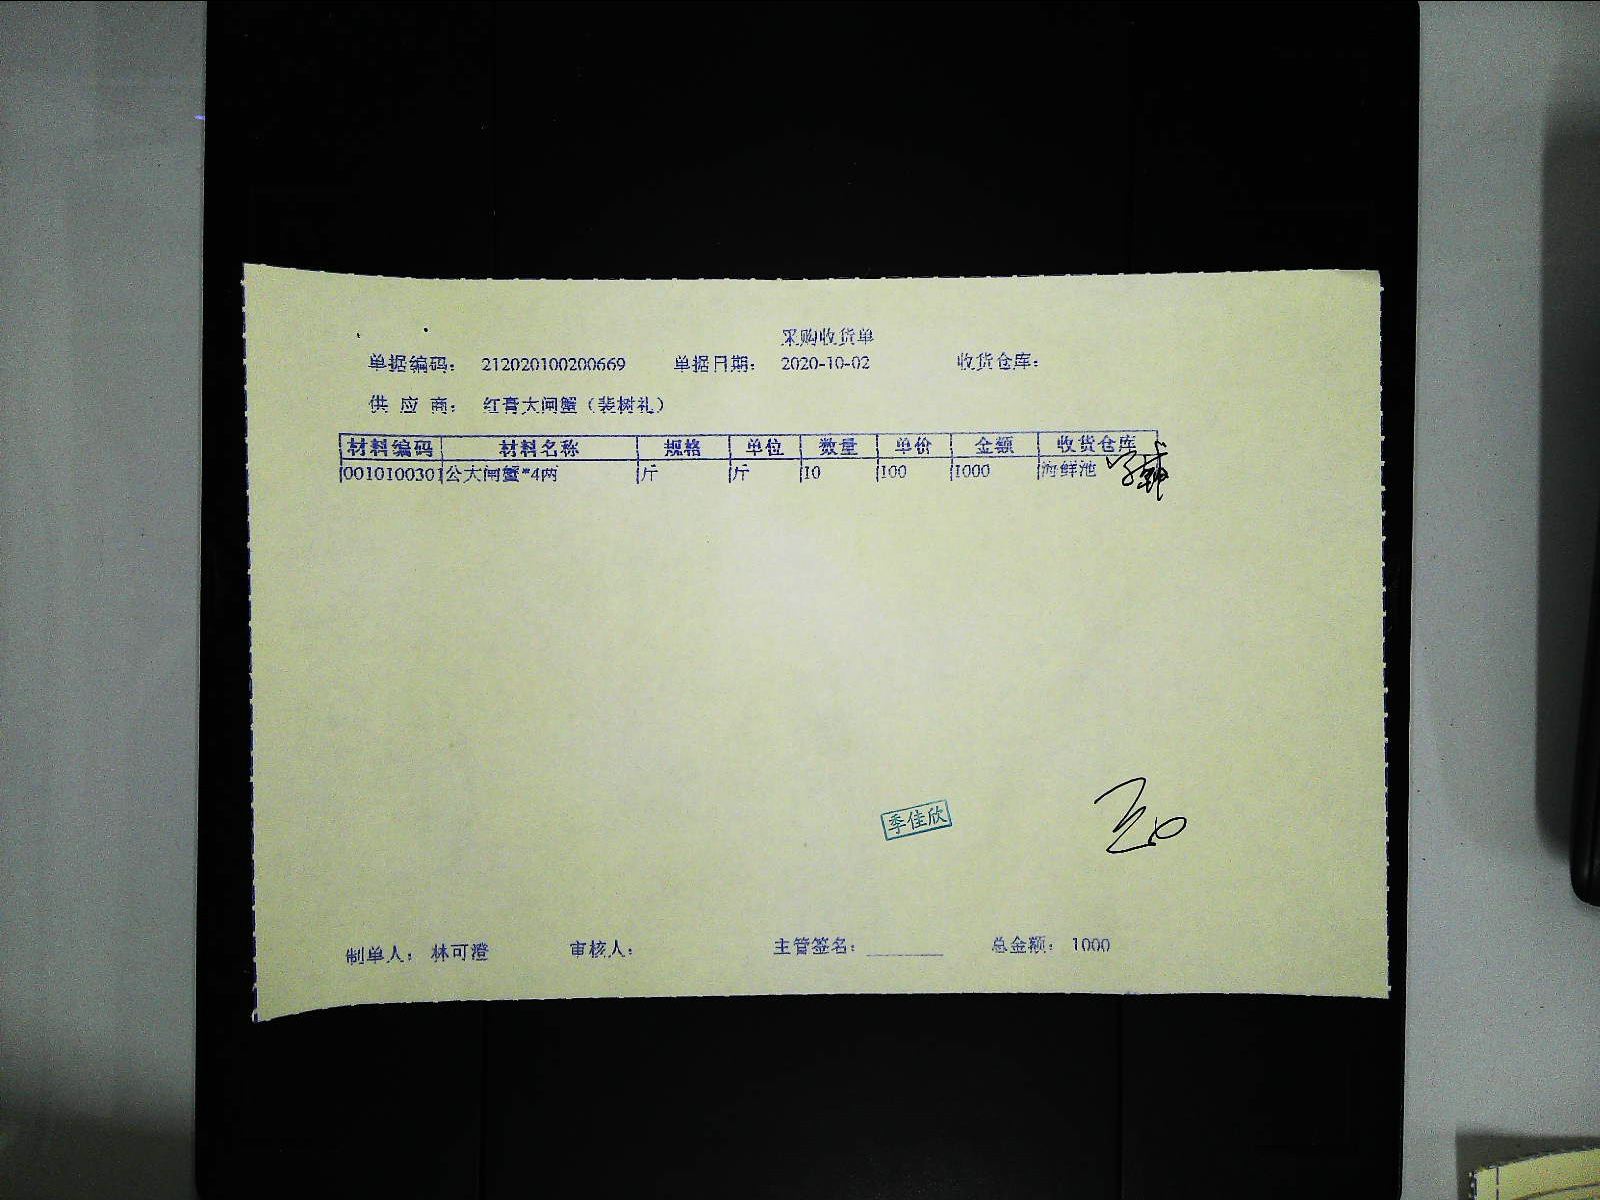 采购收货单
单据编码： 212020100200669 单据日期： 2020-10-02 收货仓库：
供 应 商： 红膏大闸蟹（裴树礼）
材料编码 材料名称 规格 单位 数量 单价 金额 收货仓库
0010100301 公大闸蟹*4两 斤 斤 10 100 1000 海鲜池
季佳欣
制单人： 林可澄 审核人： 主管签名： 总金额： 1000